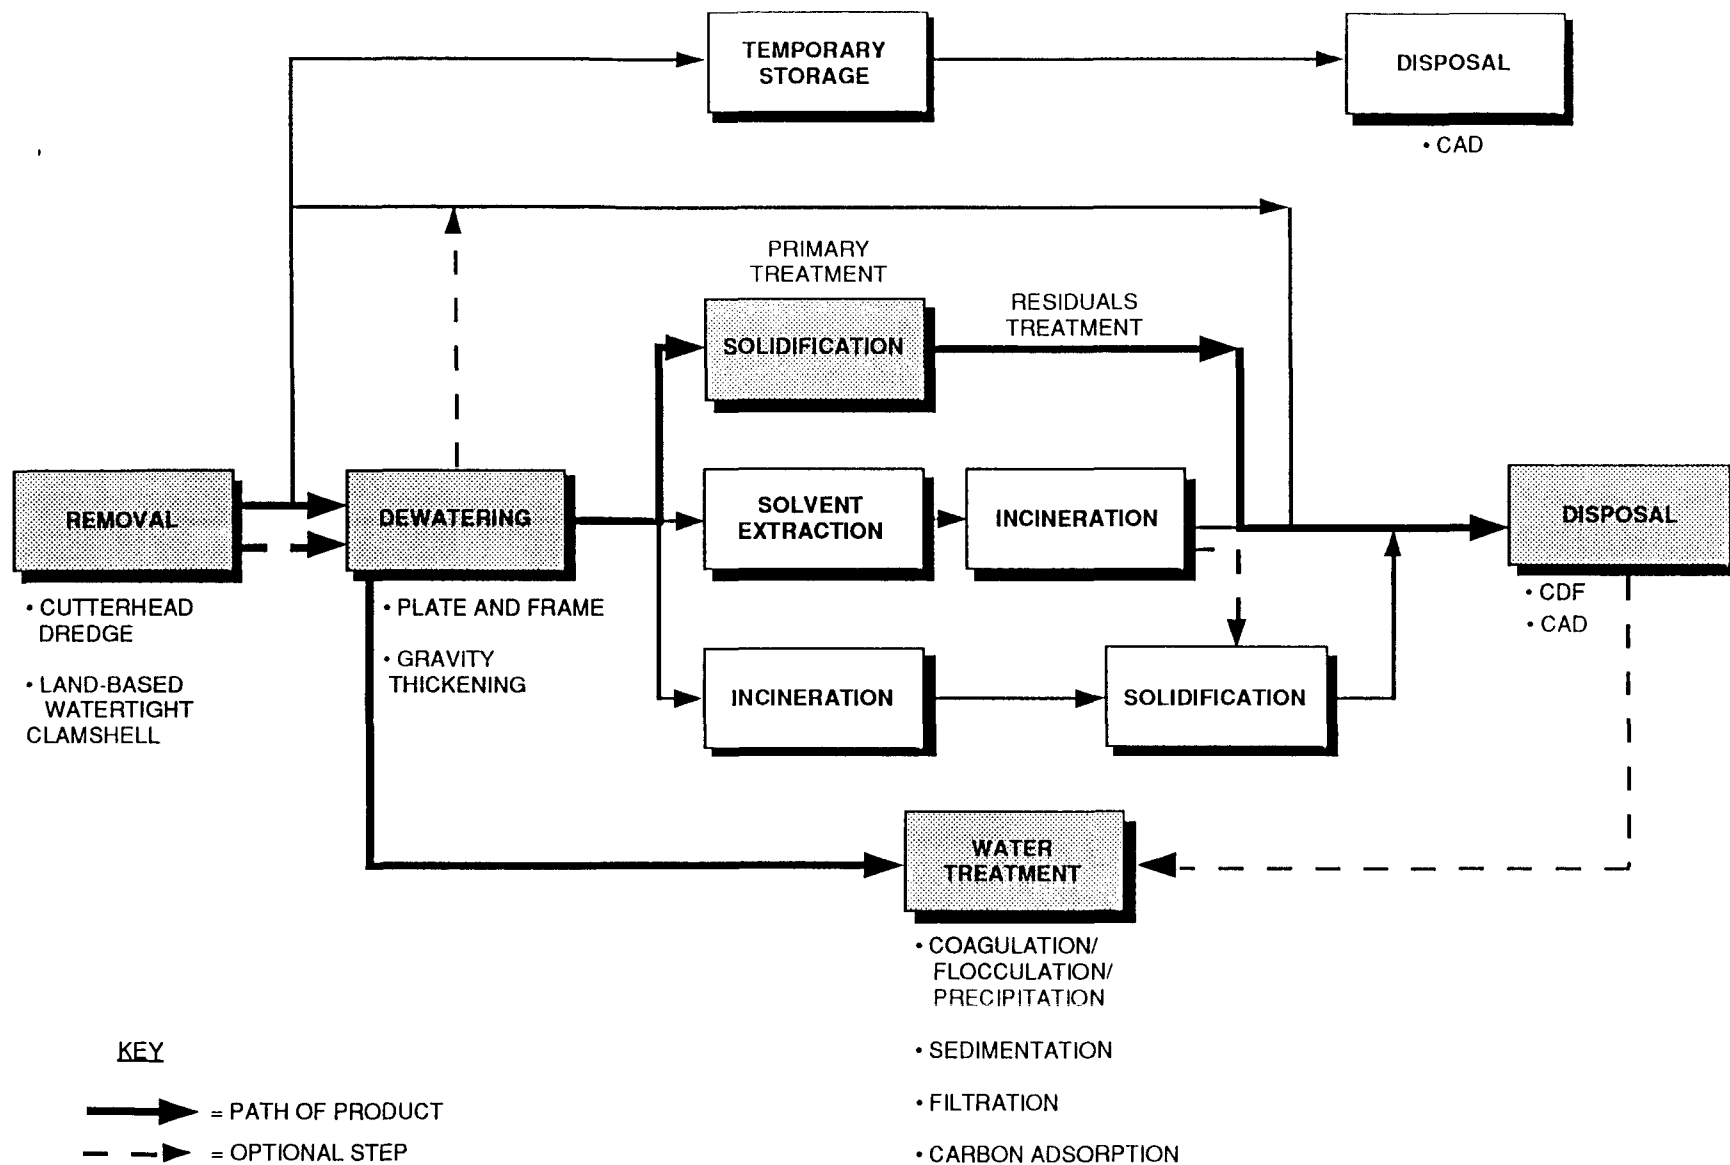 TEMPORARY
STORAGE
DISPOSAL
• CAD
PRIMARY
TREATMENT
RESIDUALS
TREATMENT
SOLIDIFICATION
REMOVAL
DEWATERING
SOLVENT
EXTRACTION
INCINERATION
DISPOSAL
• CUTTERHEAD
DREDGE
• LAND-BASED
WATERTIGHT
CLAMSHELL
• PLATE AND FRAME
• GRAVITY
THICKENING
• CDF
• CAD
INCINERATION
SOLIDIFICATION
WATER
TREATMENT
• COAGULATION/
FLOCCULATION/
PRECIPITATION
• SEDIMENTATION
• FILTRATION
• CARBON ADSORPTION
KEY
= PATH OF PRODUCT
= OPTIONAL STEP